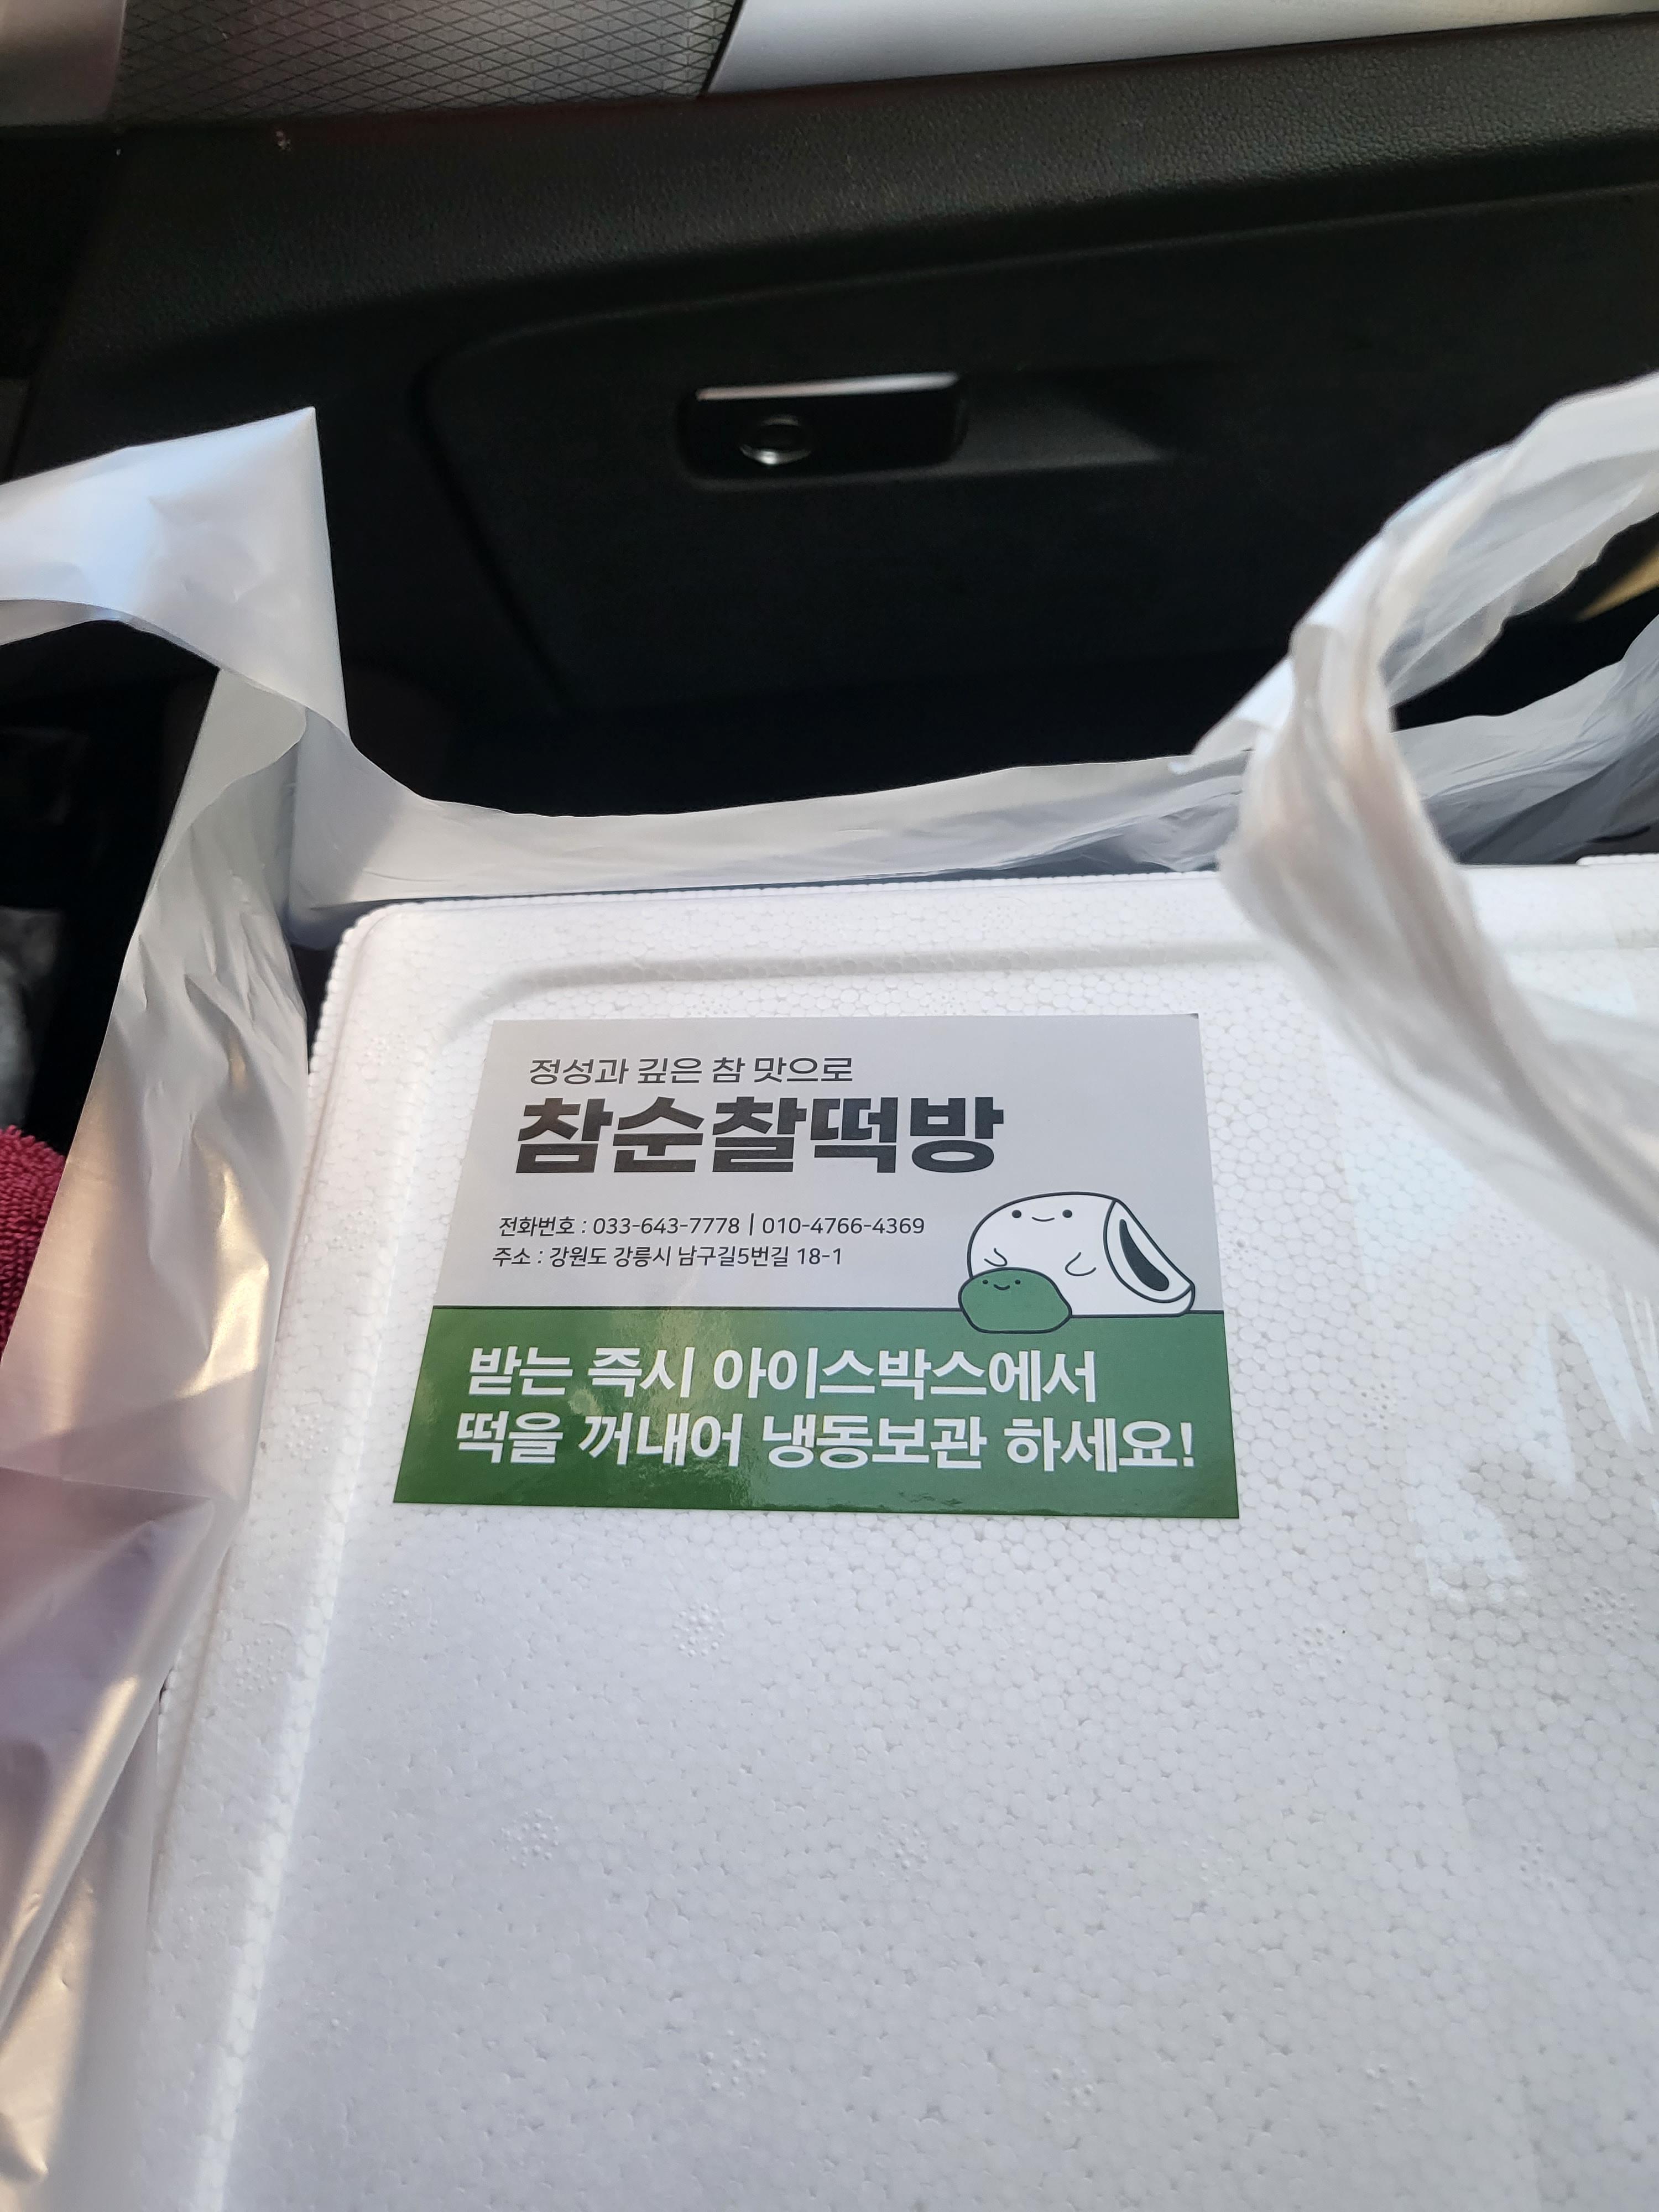 정성과 깊은 참 맛으로
참순찰떡방
전화번호 : 033-643-7778 | 010-4766-4369
주소 : 강원도 강릉시 남구길5번길 18-1
받는 즉시 아이스박스에서
떡을 꺼내어 냉동보관 하세요!